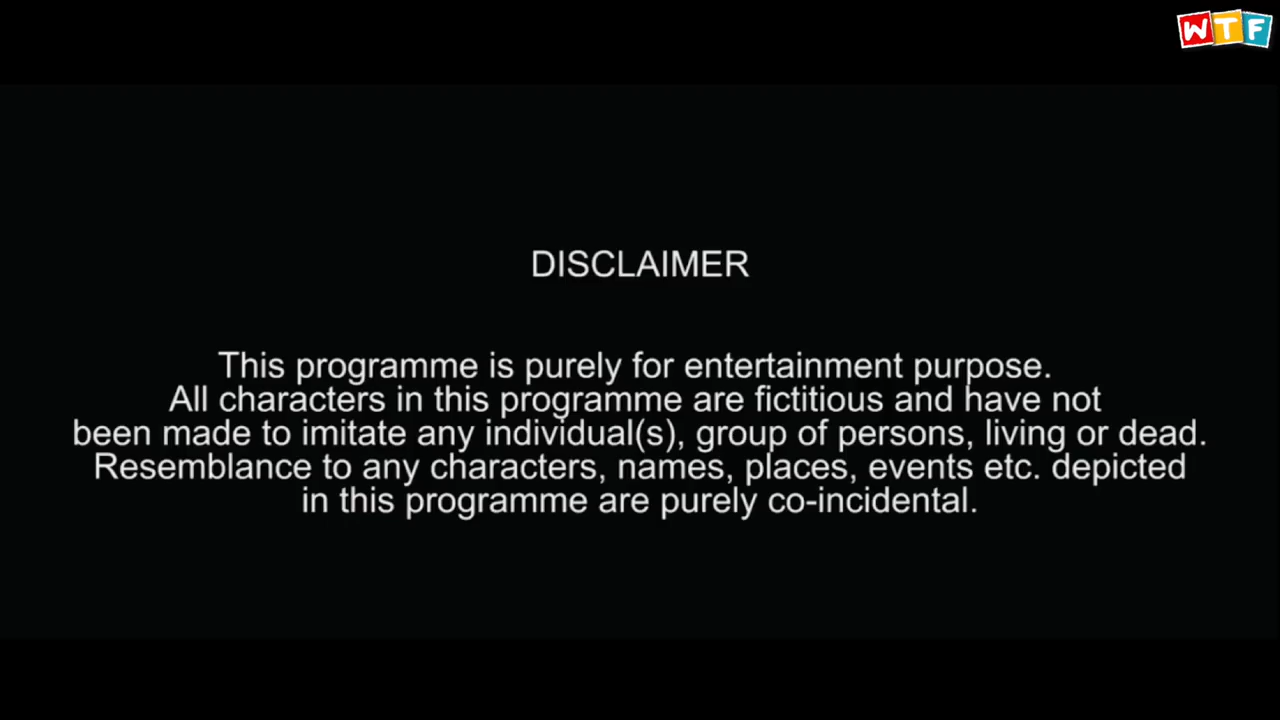 WTF
DISCLAIMER
This programme is purely for entertainment purpose.
All characters in this programme are fictitious and have not
been made to imitate any individual(s), group of persons, living or dead.
Resemblance to any characters, names, places, events etc. depicted
in this programme are purely co-incidental.